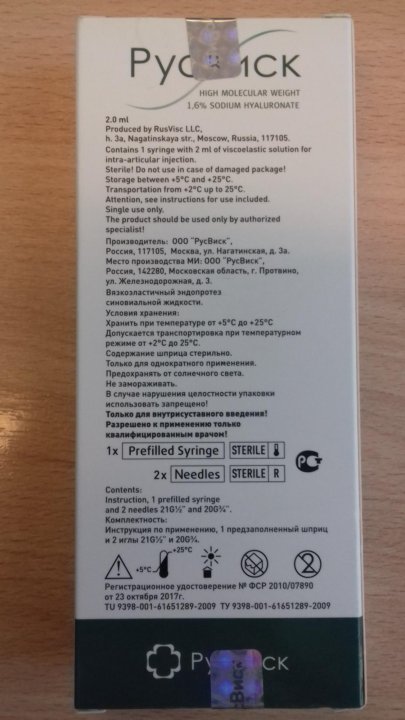 РусВиск
HIGH MOLECULAR WEIGHT
1,6% SODIUM HYALURONATE
2.0 ml
Produced by RusVisc LLC,
h. 3a, Nagatinskaya str., Moscow, Russia, 117105.
Contains 1 syringe with 2 ml of viscoelastic solution for
intra-articular injection.
Sterile! Do not use in case of damaged package!
Storage between +5°C and +25°C.
Transportation from +2°C up to 25°C.
Attention, see instructions for use included.
Single use only.
The product should be used only by authorized
specialist!
Производитель: ООО "РусВиск",
Россия, 117105, Москва, ул. Нагатинская, д. 3а.
Место производства МИ: ООО "РусВиск",
Россия, 142280, Московская область, г. Протвино,
ул. Железнодорожная, д. 3.
Вязкоэластичный эндопротез
синовиальной жидкости.
Условия хранения:
Хранить при температуре от +5°C до +25°C
Допускается транспортировка при температурном
режиме от +2°C до 25°C.
Содержание шприца стерильно.
Только для однократного применения.
Предохранять от солнечного света.
Не замораживать.
В случае нарушения целостности упаковки
использовать запрещено!
Только для внутрисуставного введения!
Разрешено к применению только
квалифицированным врачом!
1x Prefilled Syringe STERILE
2x Needles STERILE R
Contents:
Instruction, 1 prefilled syringe
and 2 needles 21G½" and 20G¾".
Комплектность:
Инструкция по применению, 1 предзаполненный шприц
и 2 иглы 21G½" и 20G¾.
+5°C +25°C
2
Регистрационное удостоверение № ФСР 2010/07890
от 23 октября 2017г.
TU 9398-001-61651289-2009 ТУ 9398-001-61651289-2009
РусВиск